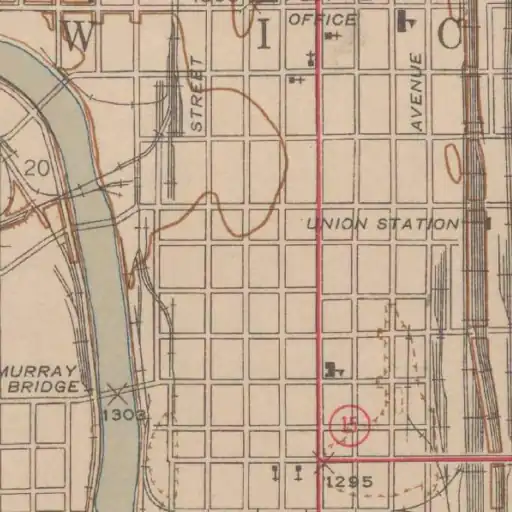 OFFICE
W I C
STREET
AVENUE
20
UNION STATION
MURRAY
BRIDGE
1303
15
1295